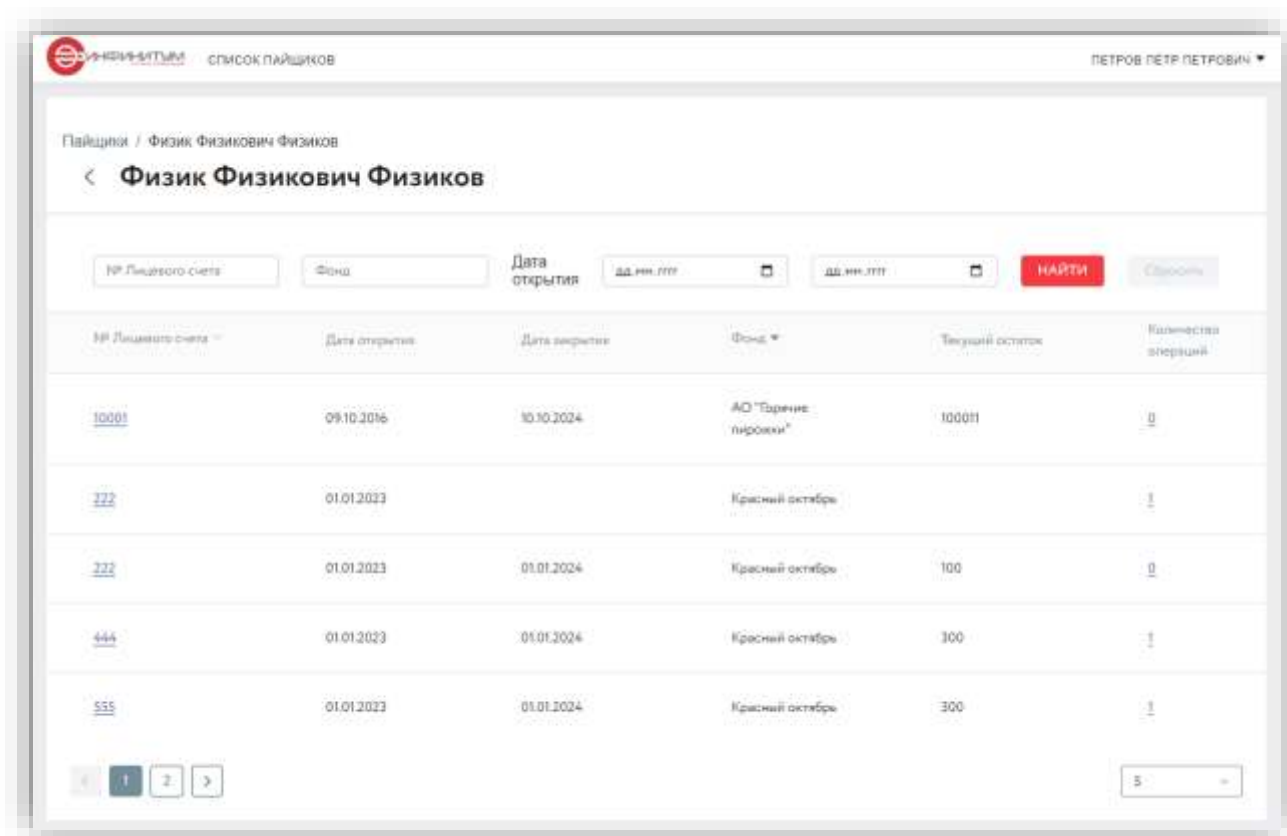 ИНФИНИТУМ СПИСОК ПАЙЩИКОВ ПЕТРОВ ПЁТР ПЕТРОВИЧ
Пайщики / Физик Физикович Физиков
Физик Физикович Физиков
№ Лицевого счета Фонд Дата открытия дд.мм.гггг дд.мм.гггг НАЙТИ Сбросить
№ Лицевого счета Дата открытия Дата закрытия Фонд Текущий остаток Количество операций
10001 09.10.2016 10.10.2024 АО "Горячие пирожки" 100011 0
222 01.01.2023 Красный октябрь 1
222 01.01.2023 01.01.2024 Красный октябрь 100 0
444 01.01.2023 01.01.2024 Красный октябрь 300 1
555 01.01.2023 01.01.2024 Красный октябрь 300 1
1 2 5